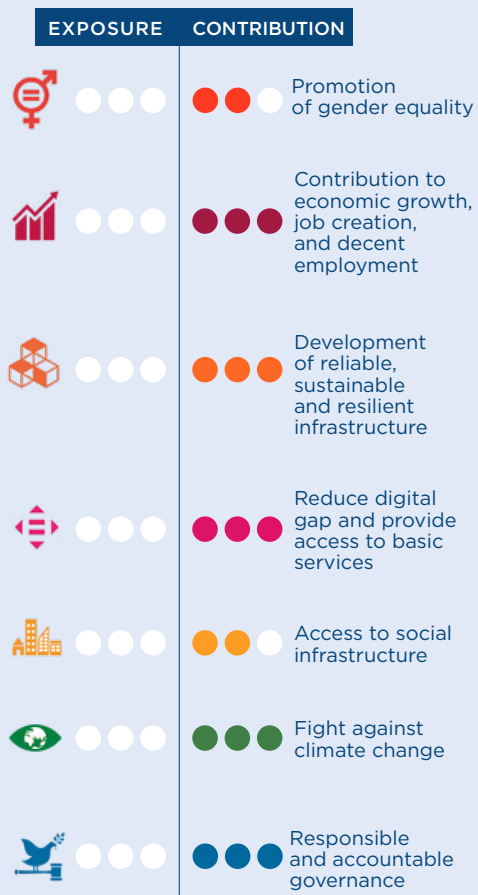 EXPOSURE CONTRIBUTION
Promotion
of gender equality
Contribution to
economic growth,
job creation,
and decent
employment
Development
of reliable,
sustainable
and resilient
infrastructure
Reduce digital
gap and provide
access to basic
services
Access to social
infrastructure
Fight against
climate change
Responsible
and accountable
governance